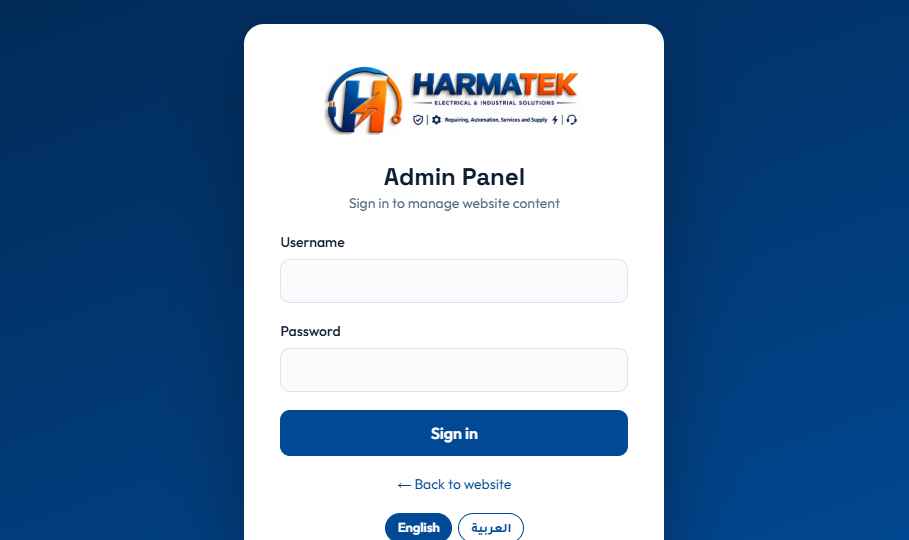 HARMATEK
ELECTRICAL & INDUSTRIAL SOLUTIONS
Repairing, Automation, Services and Supply
Admin Panel
Sign in to manage website content
Username
Password
Sign in
← Back to website
English
العربية